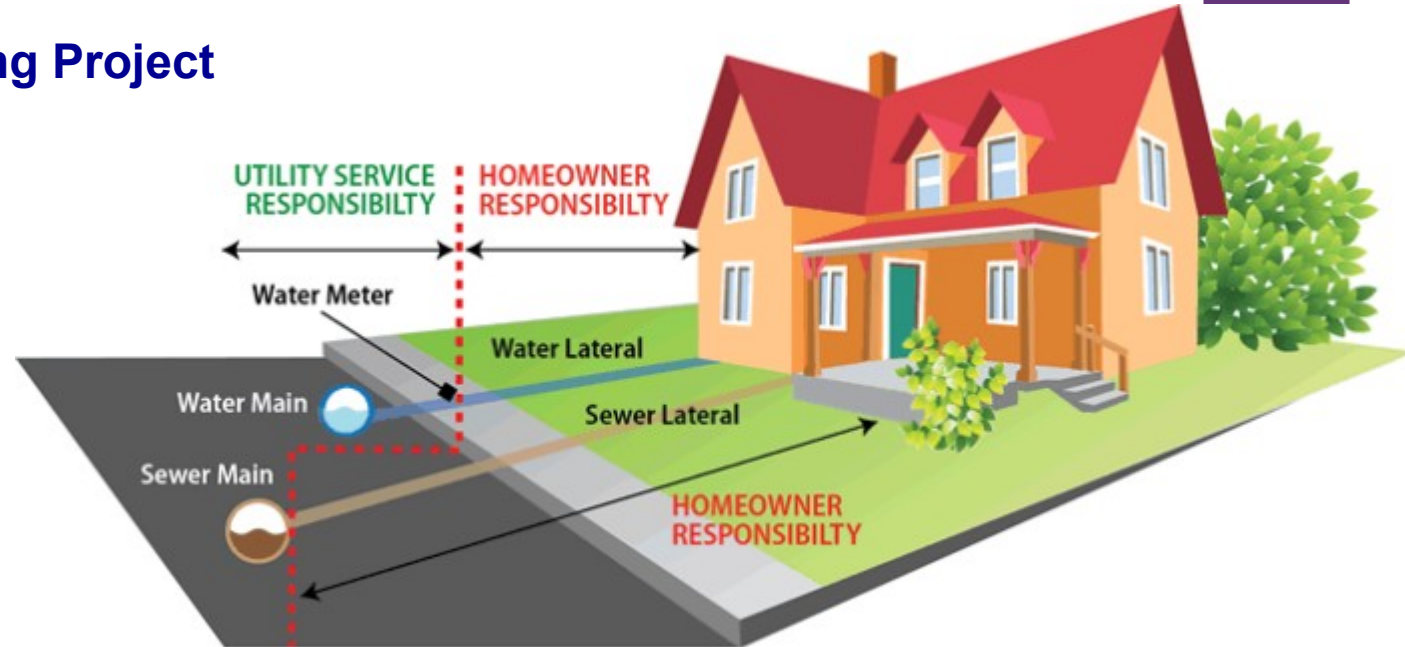 ng Project
UTILITY SERVICE
RESPONSIBILTY
HOMEOWNER
RESPONSIBILTY
Water Meter
Water Lateral
Water Main
Sewer Lateral
Sewer Main
HOMEOWNER
RESPONSIBILTY